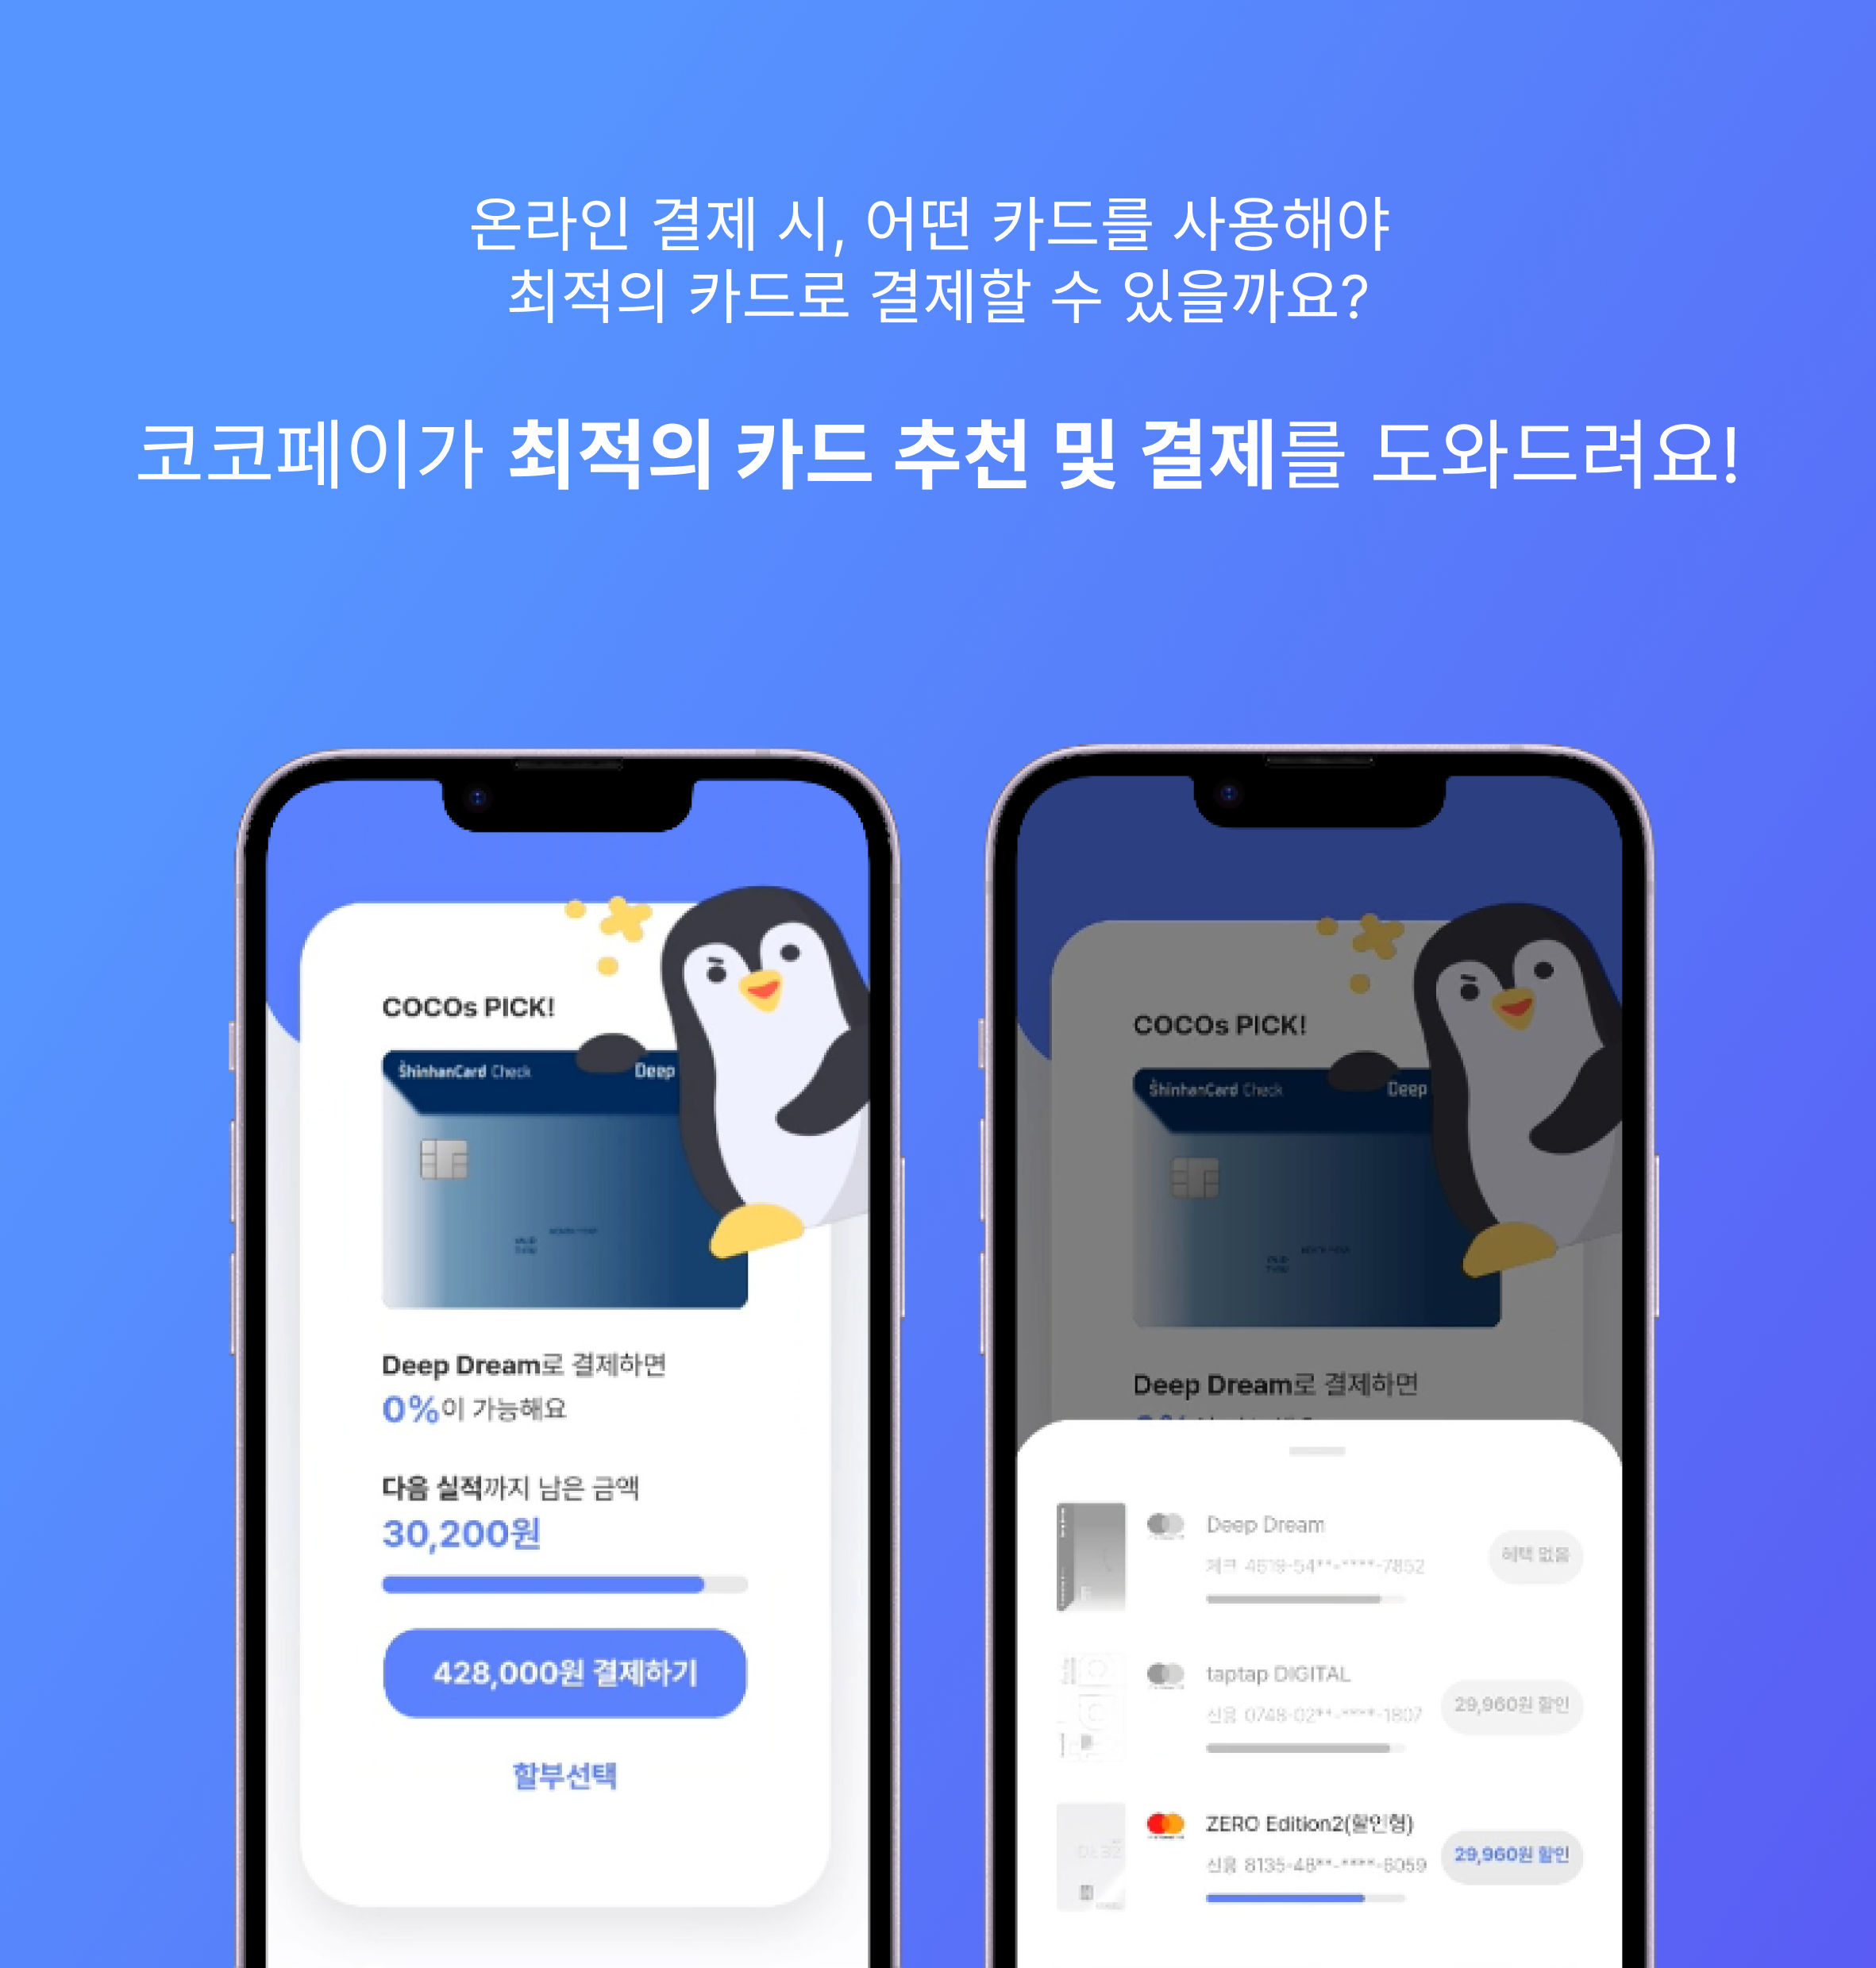 온라인 결제 시, 어떤 카드를 사용해야
최적의 카드로 결제할 수 있을까요?
코코페이가 최적의 카드 추천 및 결제를 도와드려요!
COCOs PICK!
ShinhanCard Check
Deep
Deep Dream로 결제하면
0%이 가능해요
다음 실적까지 남은 금액
30,200원
428,000원 결제하기
할부선택
COCOs PICK!
ShinhanCard Check
Deep
Deep Dream로 결제하면
Deep Dream
체크 4619-54**-****-7852
혜택 없음
taptap DIGITAL
신용 0748-02**-****-1807
29,960원 할인
ZERO Edition2(할인형)
신용 8135-48**-****-6059
29,960원 할인